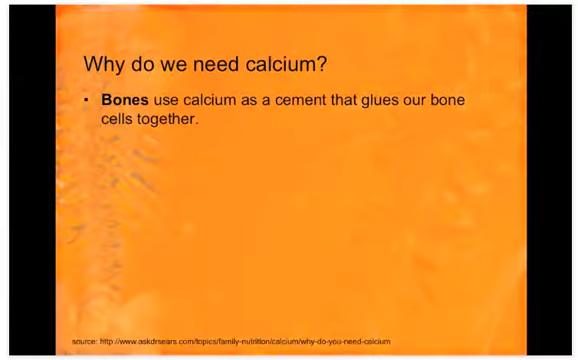 Why do we need calcium?
• Bones use calcium as a cement that glues our bone
cells together.
source: http://www.askdrsears.com/topics/family-nutrition/calcium/why-do-you-need-calcium